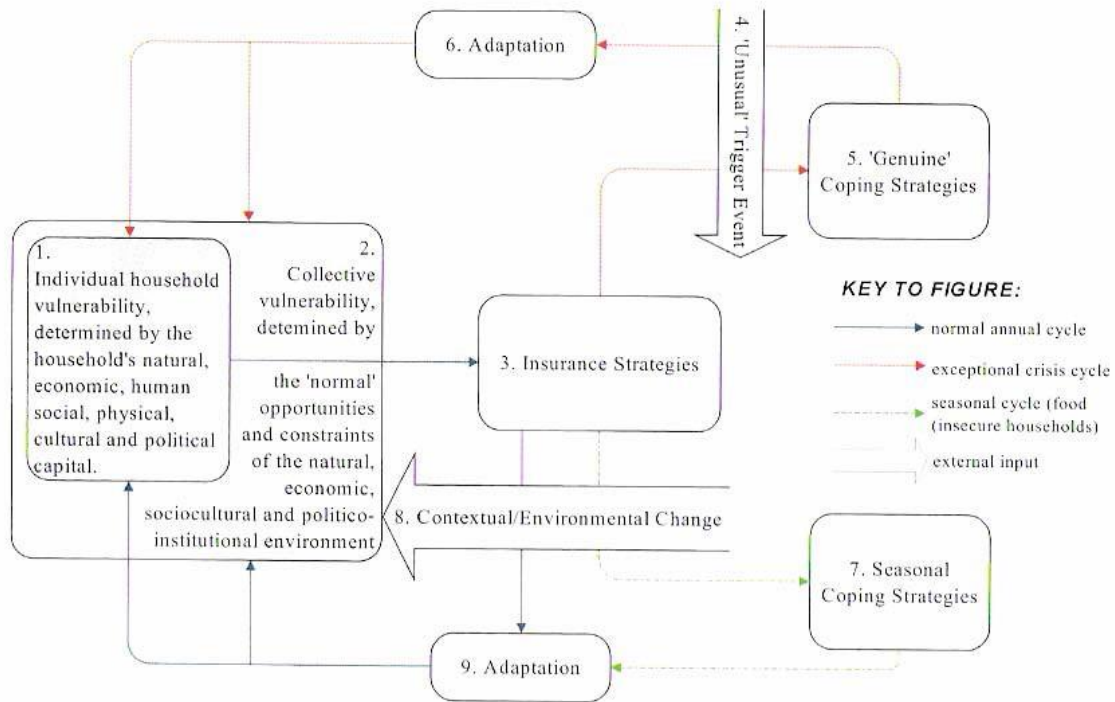 6. Adaptation
4. 'Unusual' Trigger Event
5. 'Genuine'
Coping Strategies
1.
Individual household
vulnerability,
determined by the
household's natural,
economic, human
social, physical,
cultural and political
capital.
2.
Collective
vulnerability,
detemined by
the 'normal'
opportunities
and constraints
of the natural,
economic,
sociocultural and politico-
institutional environment
3. Insurance Strategies
KEY TO FIGURE:
normal annual cycle
exceptional crisis cycle
seasonal cycle (food
(insecure households)
external input
8. Contextual/Environmental Change
7. Seasonal
Coping Strategies
9. Adaptation